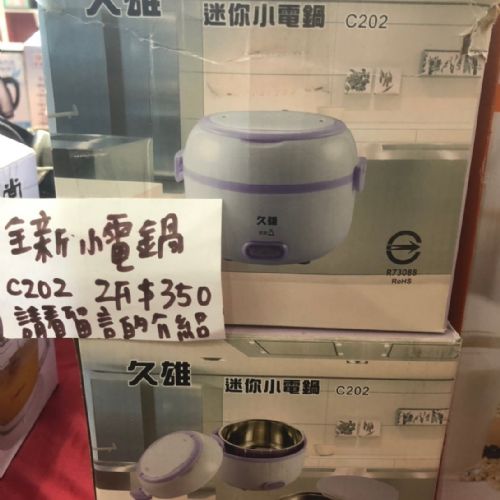 久雄
迷你小電鍋 C202
久雄
R73088
RoHS
全新小電鍋
C202 2斤$350
請看留言的介紹
久雄
迷你小電鍋 C202